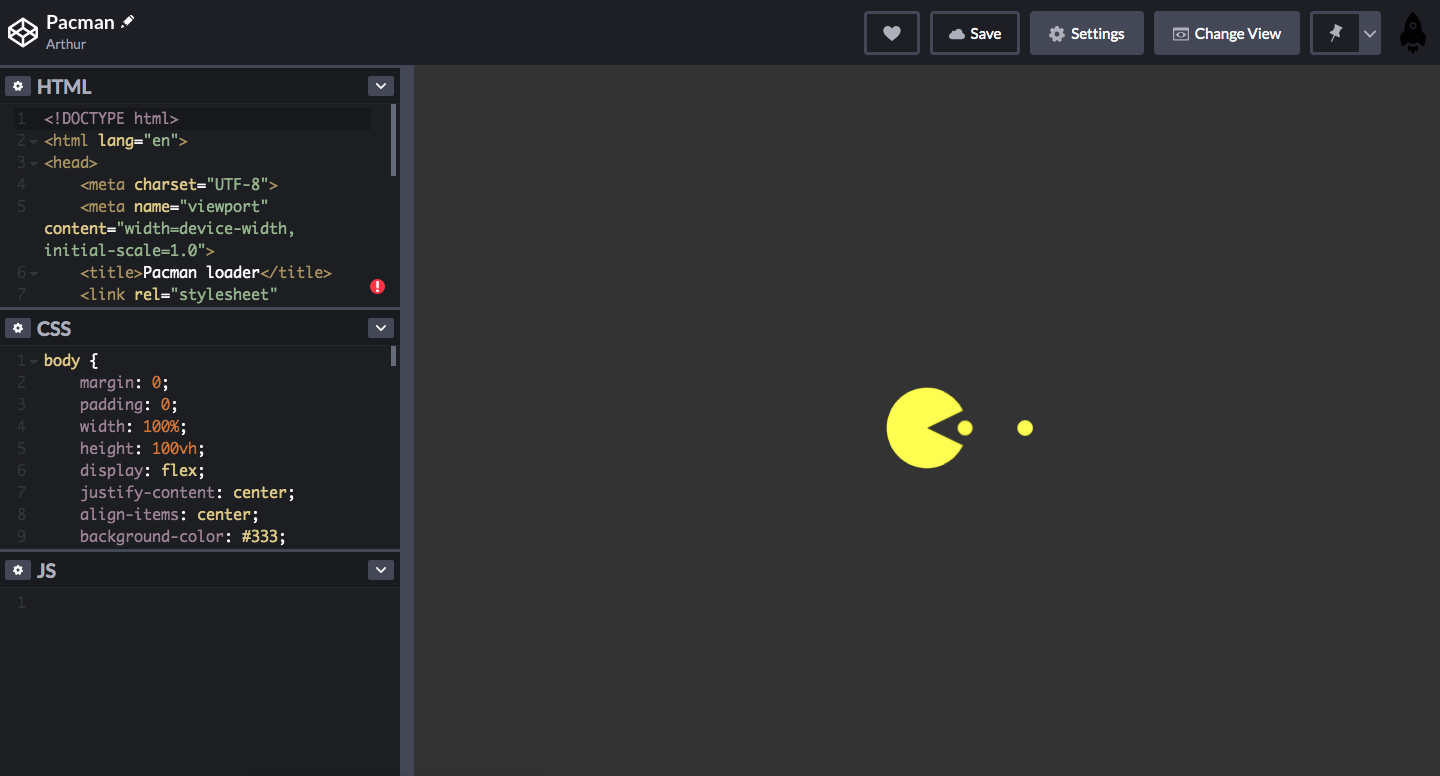 Pacman
Arthur
Save
Settings
Change View
HTML
1 <!DOCTYPE html>
2 <html lang="en">
3 <head>
4 <meta charset="UTF-8">
5 <meta name="viewport"
content="width=device-width,
initial-scale=1.0">
6 <title>Pacman loader</title>
7 <link rel="stylesheet"
CSS
1 body {
2 margin: 0;
3 padding: 0;
4 width: 100%;
5 height: 100vh;
6 display: flex;
7 justify-content: center;
8 align-items: center;
9 background-color: #333;
JS
1